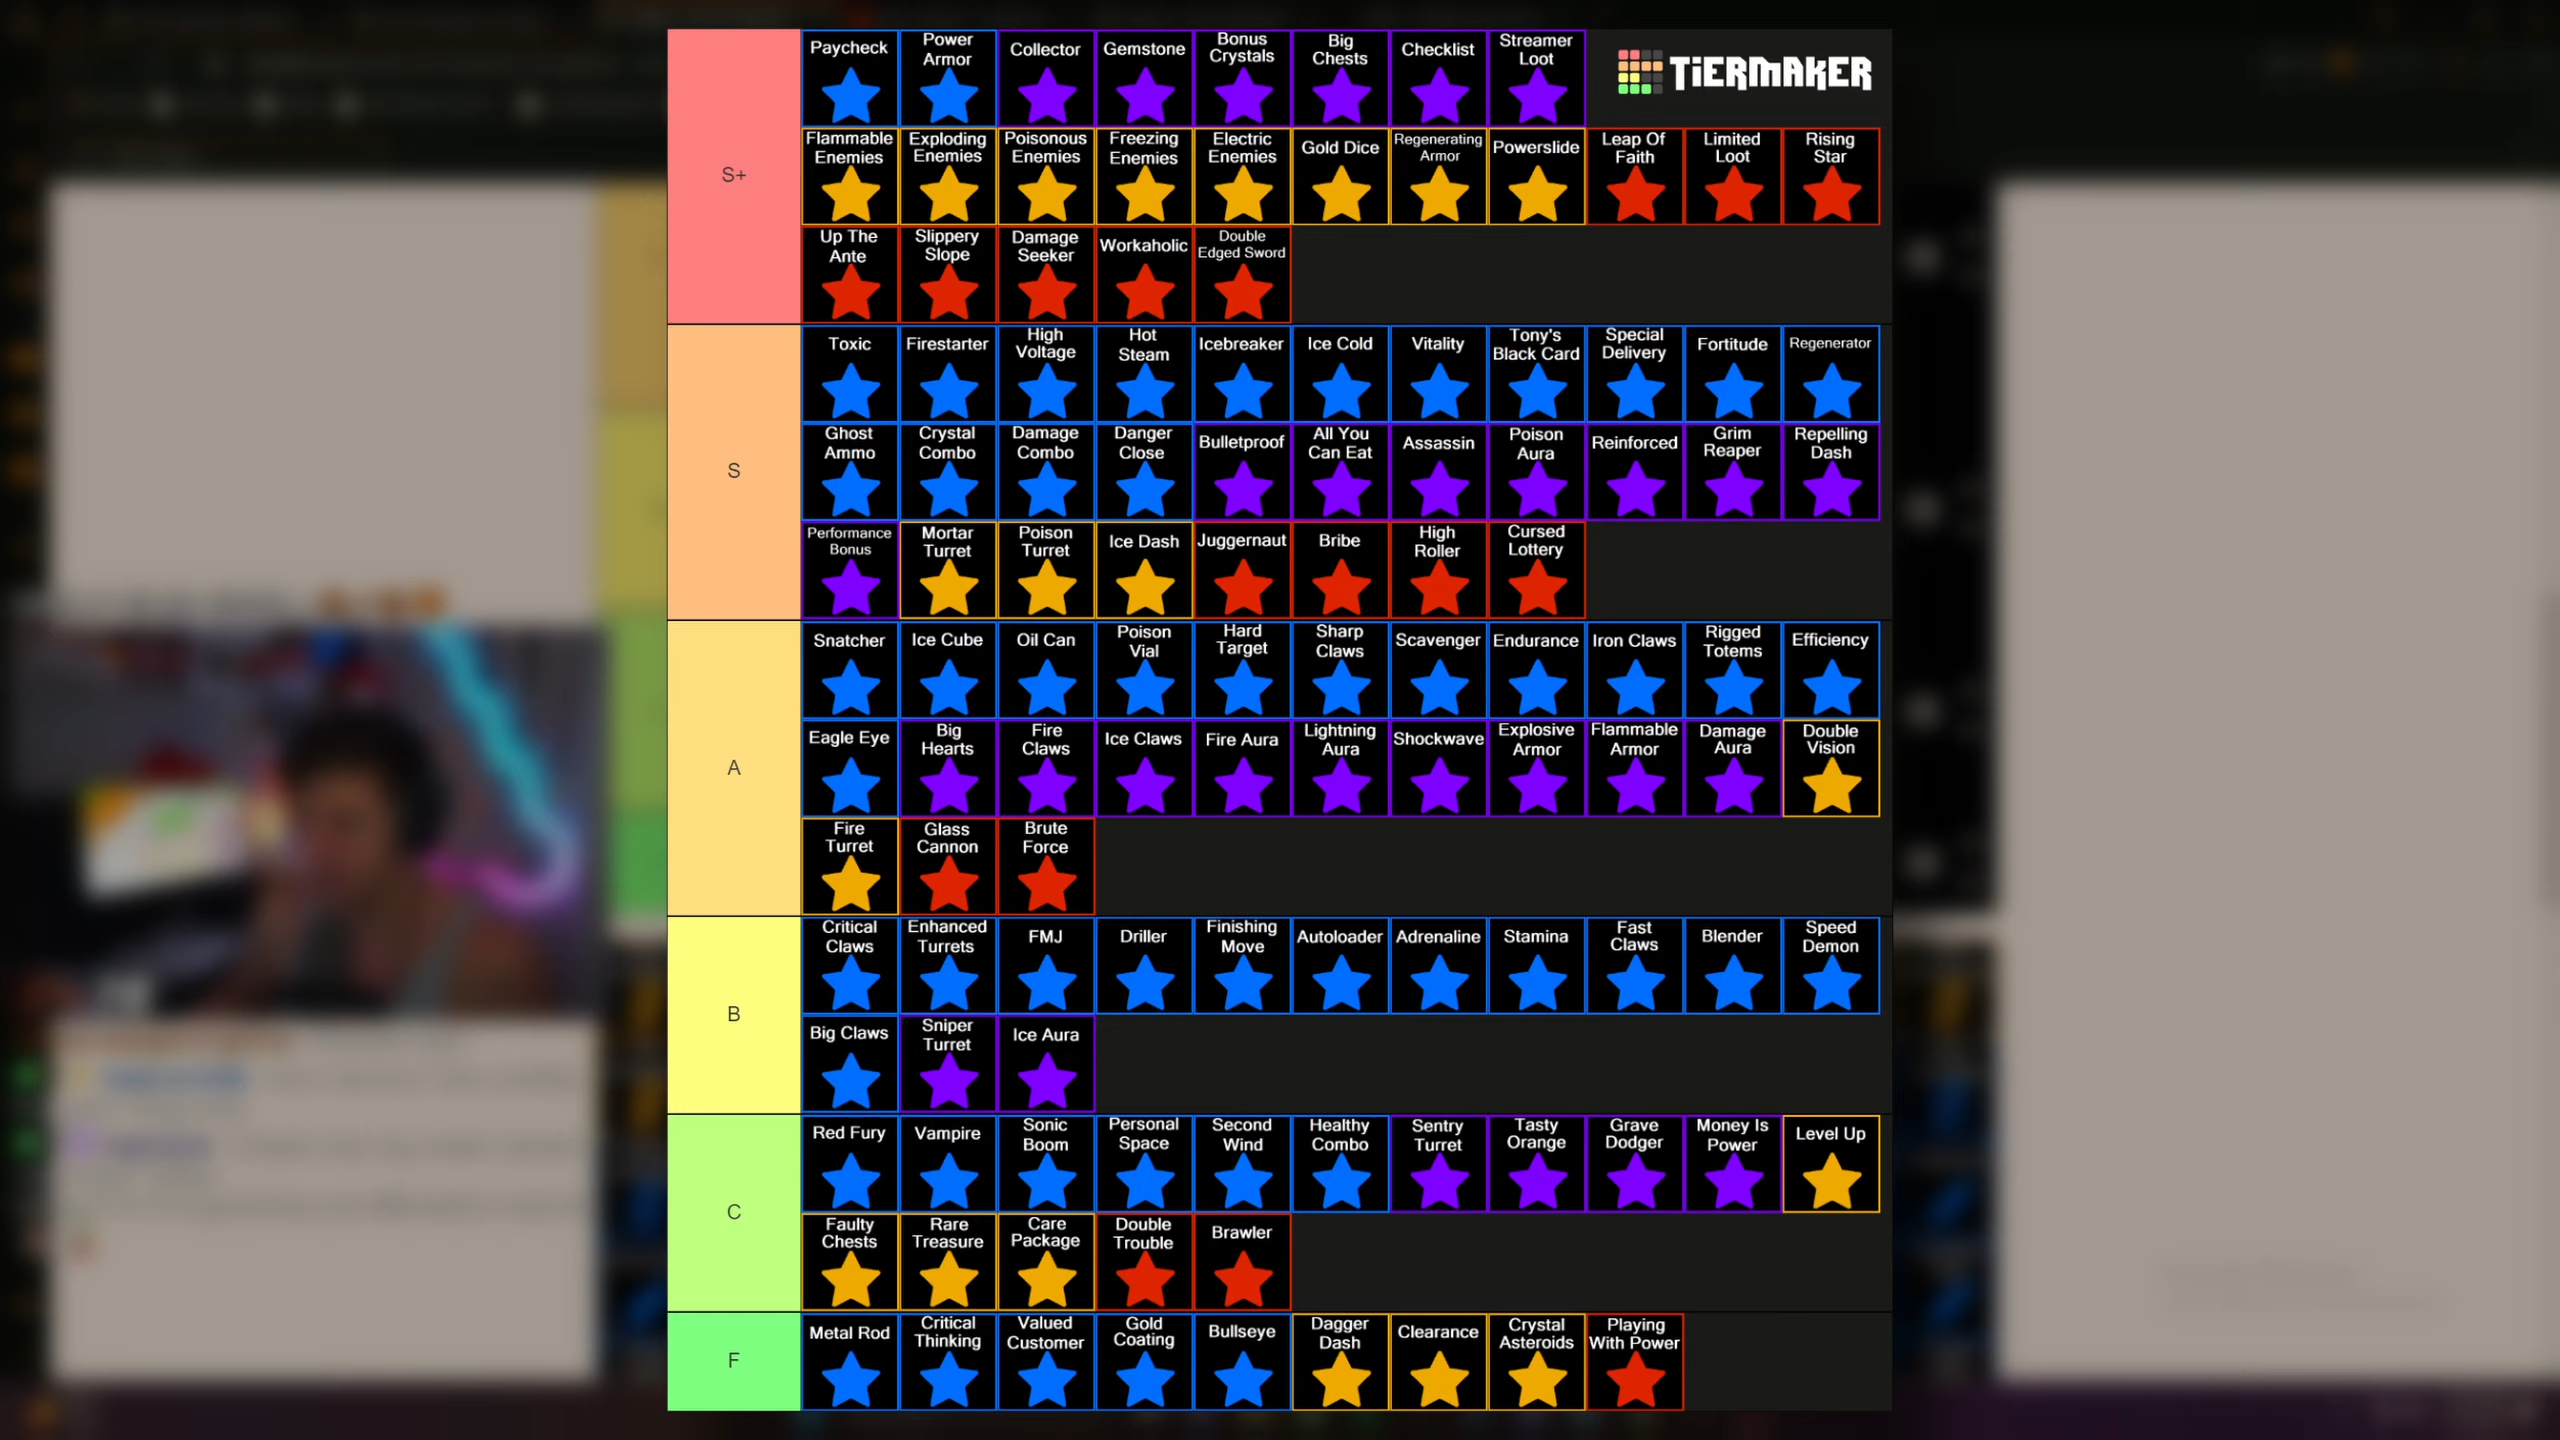 S+
Paycheck
Power
Armor
Collector
Gemstone
Bonus
Crystals
Big
Chests
Checklist
Streamer
Loot
TiERMAKER
Flammable
Enemies
Exploding
Enemies
Poisonous
Enemies
Freezing
Enemies
Electric
Enemies
Gold Dice
Regenerating
Armor
Powerslide
Leap Of
Faith
Limited
Loot
Rising
Star
Up The
Ante
Slippery
Slope
Damage
Seeker
Workaholic
Double
Edged Sword
S
Toxic
Firestarter
High
Voltage
Hot
Steam
Icebreaker
Ice Cold
Vitality
Tony's
Black Card
Special
Delivery
Fortitude
Regenerator
Ghost
Ammo
Crystal
Combo
Damage
Combo
Danger
Close
Bulletproof
All You
Can Eat
Assassin
Poison
Aura
Reinforced
Grim
Reaper
Repelling
Dash
Performance
Bonus
Mortar
Turret
Poison
Turret
Ice Dash
Juggernaut
Bribe
High
Roller
Cursed
Lottery
A
Snatcher
Ice Cube
Oil Can
Poison
Vial
Hard
Target
Sharp
Claws
Scavenger
Endurance
Iron Claws
Rigged
Totems
Efficiency
Eagle Eye
Big
Hearts
Fire
Claws
Ice Claws
Fire Aura
Lightning
Aura
Shockwave
Explosive
Armor
Flammable
Armor
Damage
Aura
Double
Vision
Fire
Turret
Glass
Cannon
Brute
Force
B
Critical
Claws
Enhanced
Turrets
FMJ
Driller
Finishing
Move
Autoloader
Adrenaline
Stamina
Fast
Claws
Blender
Speed
Demon
Big Claws
Sniper
Turret
Ice Aura
C
Red Fury
Vampire
Sonic
Boom
Personal
Space
Second
Wind
Healthy
Combo
Sentry
Turret
Tasty
Orange
Grave
Dodger
Money Is
Power
Level Up
Faulty
Chests
Rare
Treasure
Care
Package
Double
Trouble
Brawler
F
Metal Rod
Critical
Thinking
Valued
Customer
Gold
Coating
Bullseye
Dagger
Dash
Clearance
Crystal
Asteroids
Playing
With Power